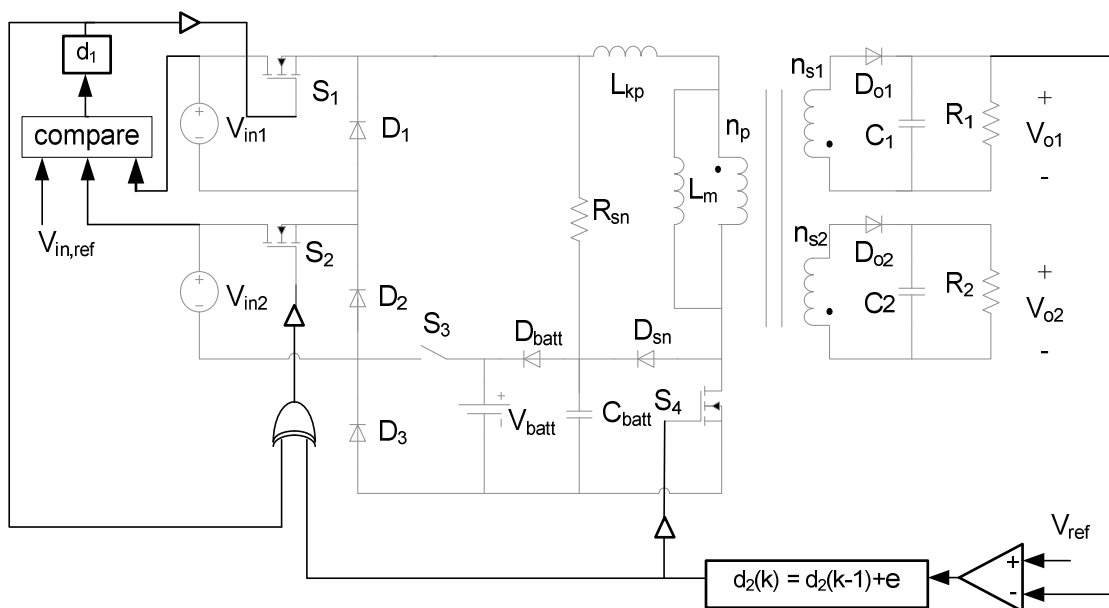 d1
compare
Vin,ref
Vin1
Vin2
S1
S2
D1
D2
D3
S3
Dbatt
Dsn
Vbatt
Cbatt
S4
Rsn
Lkp
Lm
np
ns1
Do1
C1
R1
+
Vo1
-
ns2
Do2
C2
R2
+
Vo2
-
Vref
+
-
d2(k) = d2(k-1)+e